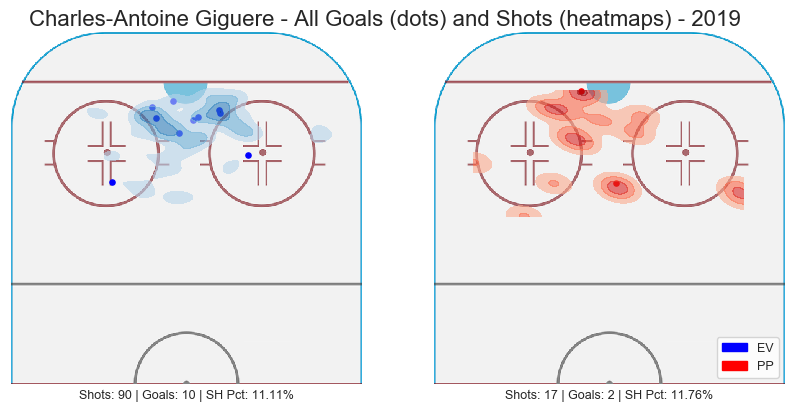 Charles-Antoine Giguere - All Goals (dots) and Shots (heatmaps) - 2019
EV
PP
Shots: 90 | Goals: 10 | SH Pct: 11.11%
Shots: 17 | Goals: 2 | SH Pct: 11.76%